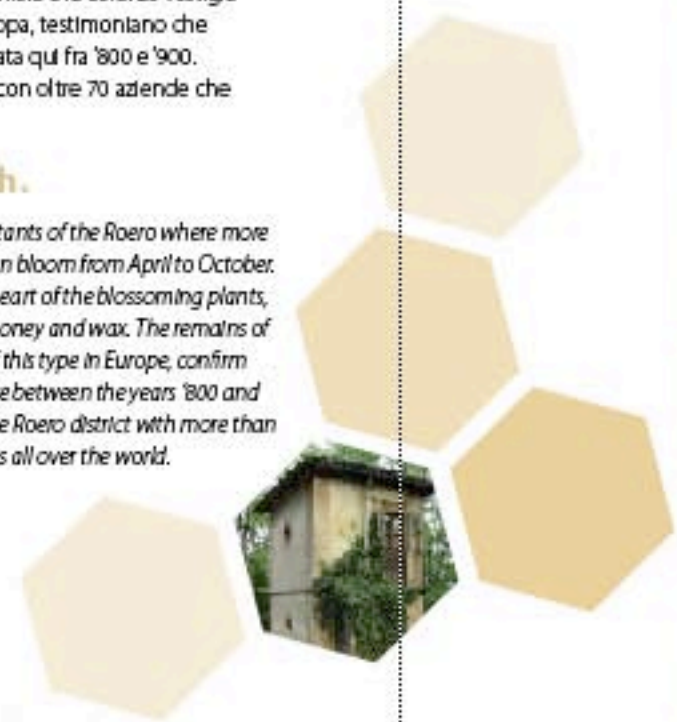 opa, testimoniano che
ata qui fra '800 e '900.
con oltre 70 aziende che
h.
tants of the Roero where more
n bloom from April to October.
eart of the blossoming plants,
oney and wax. The remains of
this type in Europe, confirm
e between the years '800 and
e Roero district with more than
s all over the world.